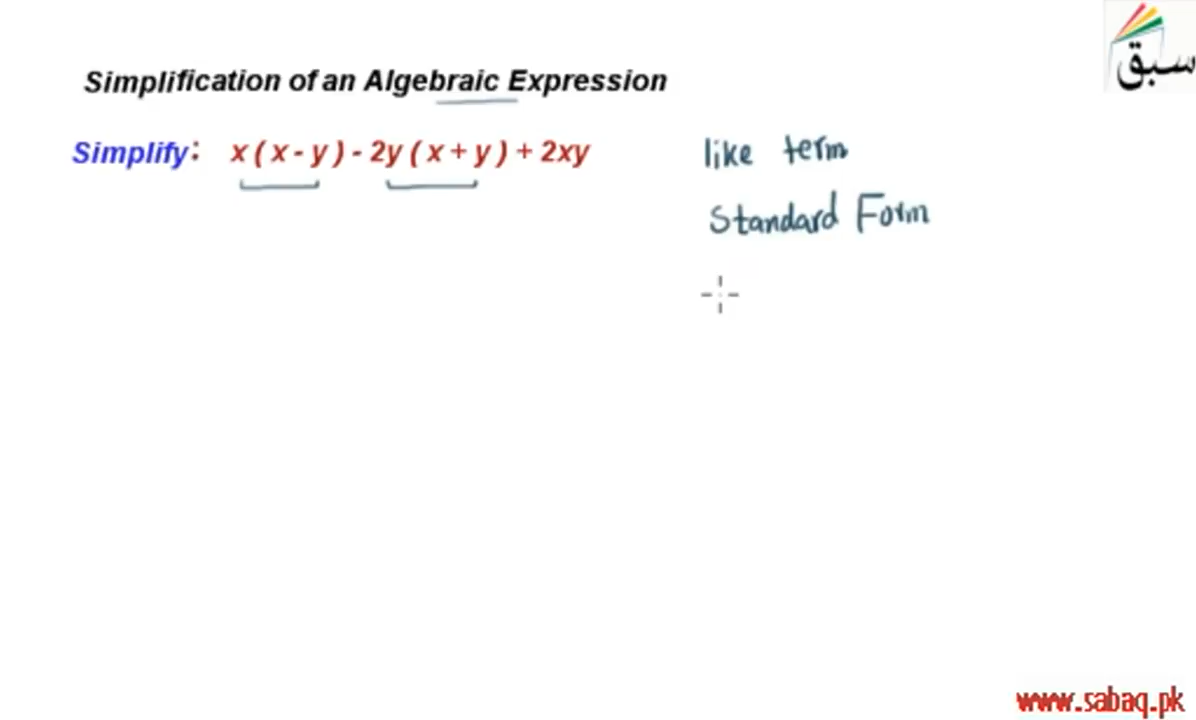 سبق
Simplification of an Algebraic Expression
Simplify: x ( x - y ) - 2y ( x + y ) + 2xy
like term
Standard Form
www.sabaq.pk